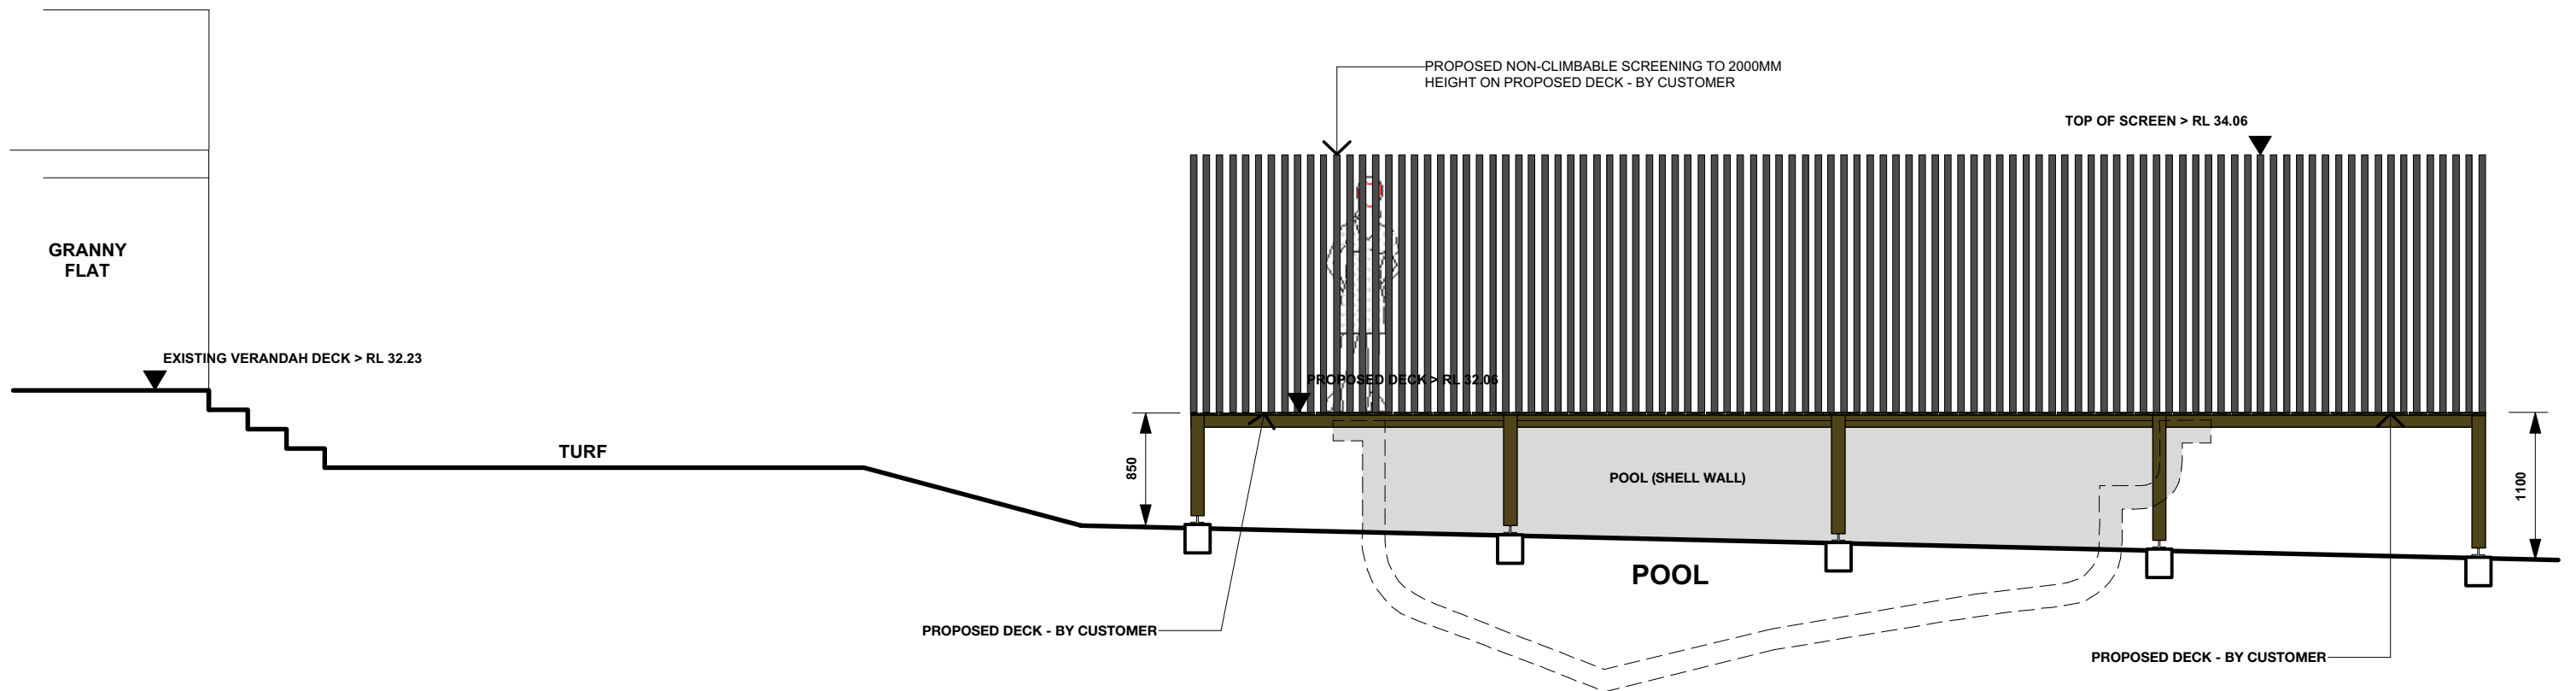 PROPOSED NON-CLIMBABLE SCREENING TO 2000MM
HEIGHT ON PROPOSED DECK - BY CUSTOMER
TOP OF SCREEN > RL 34.06
GRANNY
FLAT
EXISTING VERANDAH DECK > RL 32.23
PROPOSED DECK > RL 32.06
TURF
850
POOL (SHELL WALL)
1100
POOL
PROPOSED DECK - BY CUSTOMER
PROPOSED DECK - BY CUSTOMER